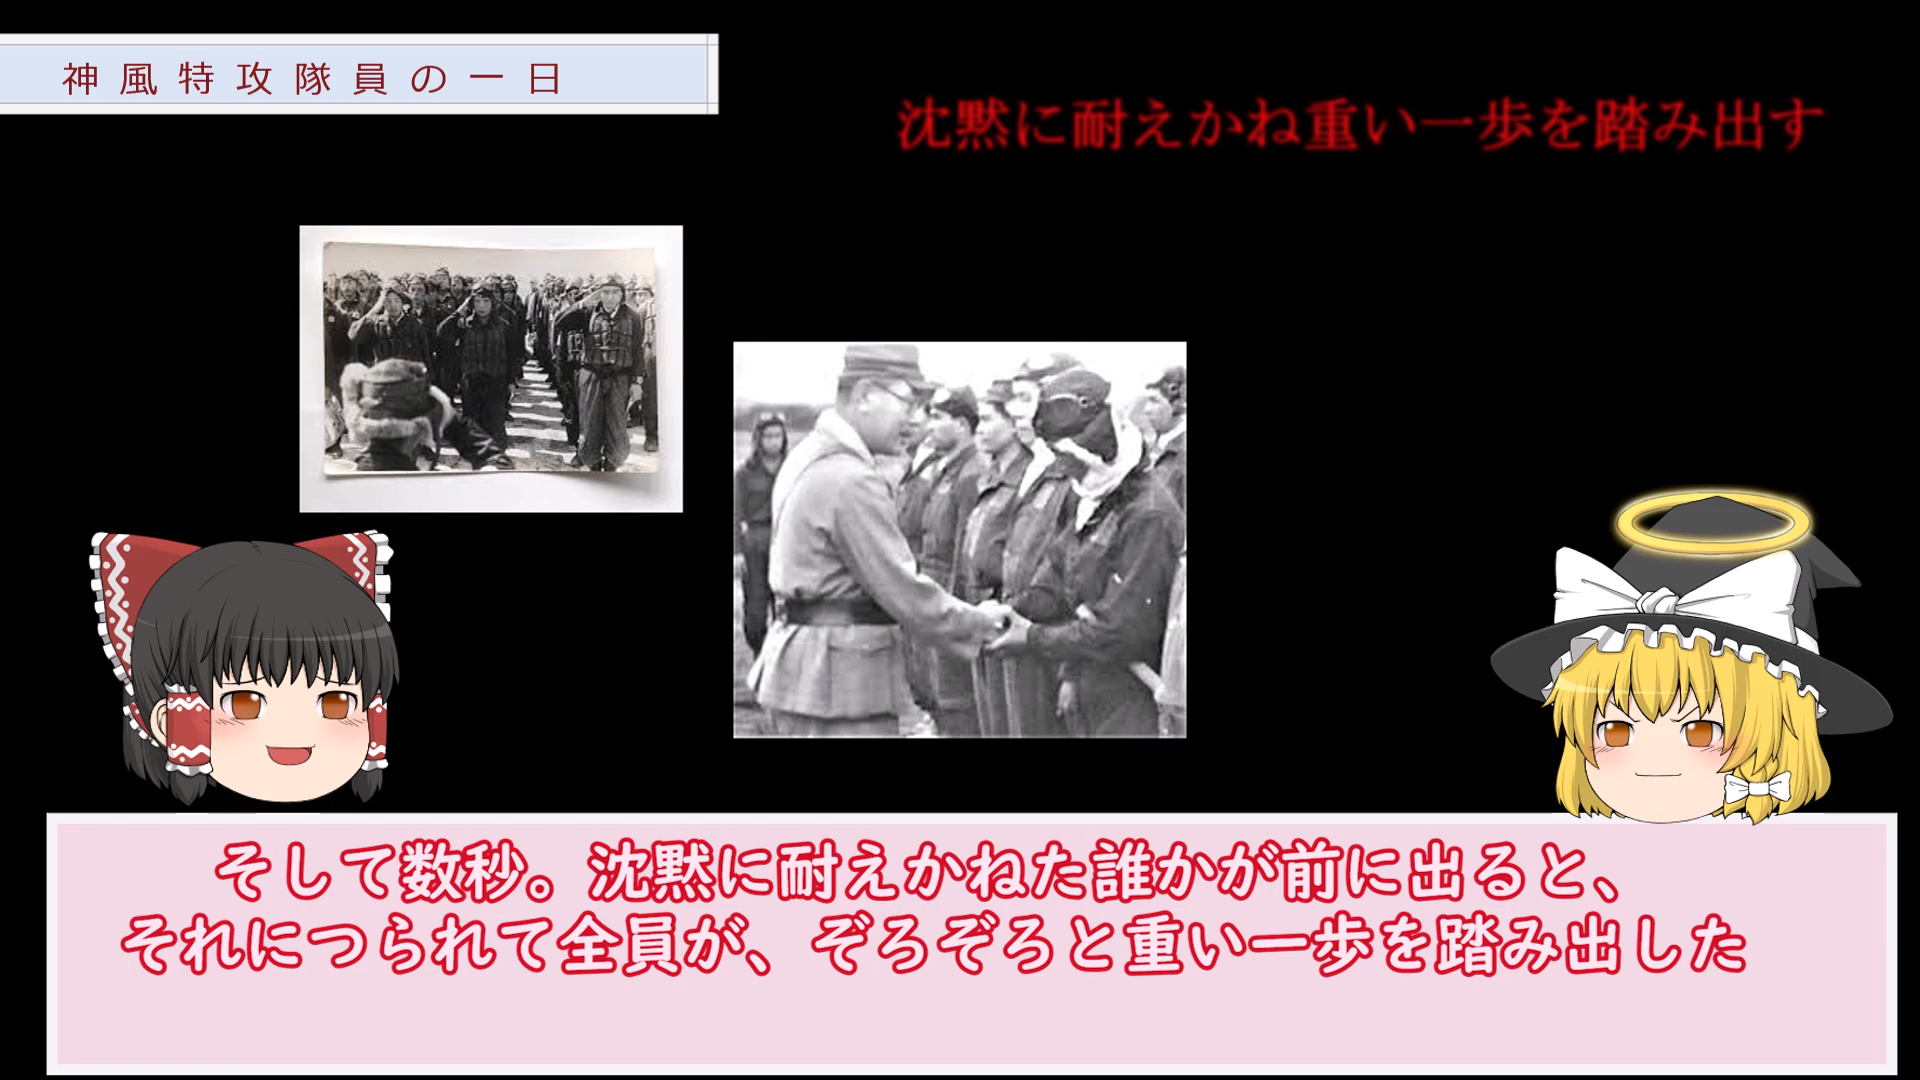 神風特攻隊員の一日
沈黙に耐えかね重い一歩を踏み出す
そして数秒。沈黙に耐えかねた誰かが前に出ると、
それにつられて全員が、ぞろぞろと重い一歩を踏み出した